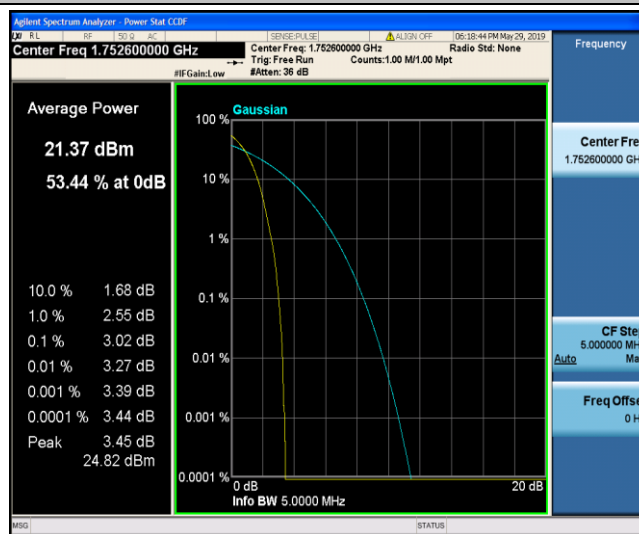 Agilent Spectrum Analyzer - Power Stat CCDF
RL RF 50 Ω AC SENSE:PULSE ALIGN OFF 06:18:44 PM May 29, 2019
Center Freq 1.752600000 GHz
Center Freq: 1.752600000 GHz Radio Std: None
Trig: Free Run Counts:1.00 M/1.00 Mpt
#IFGain:Low #Atten: 36 dB
Frequency
Average Power
21.37 dBm
53.44 % at 0dB
10.0 % 1.68 dB
1.0 % 2.55 dB
0.1 % 3.02 dB
0.01 % 3.27 dB
0.001 % 3.39 dB
0.0001 % 3.44 dB
Peak 3.45 dB
24.82 dBm
Gaussian
100 %
10 %
1 %
0.1 %
0.01 %
0.001 %
0.0001 %
0 dB 20 dB
Info BW 5.0000 MHz
Center Fre
1.752600000 GH
CF Ste
5.000000 MH
Auto Ma
Freq Offse
0 H
MSG STATUS